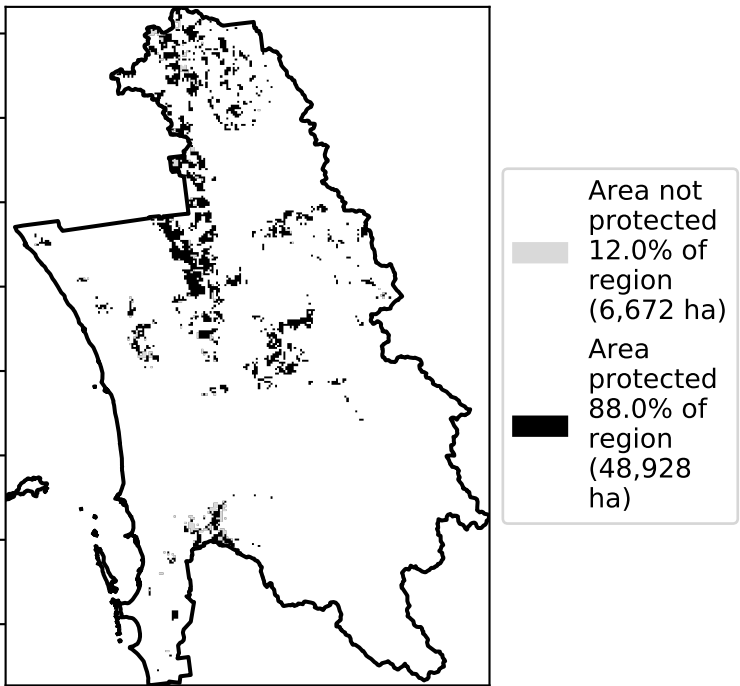 Area not
protected
12.0% of
region
(6,672 ha)
Area
protected
88.0% of
region
(48,928
ha)